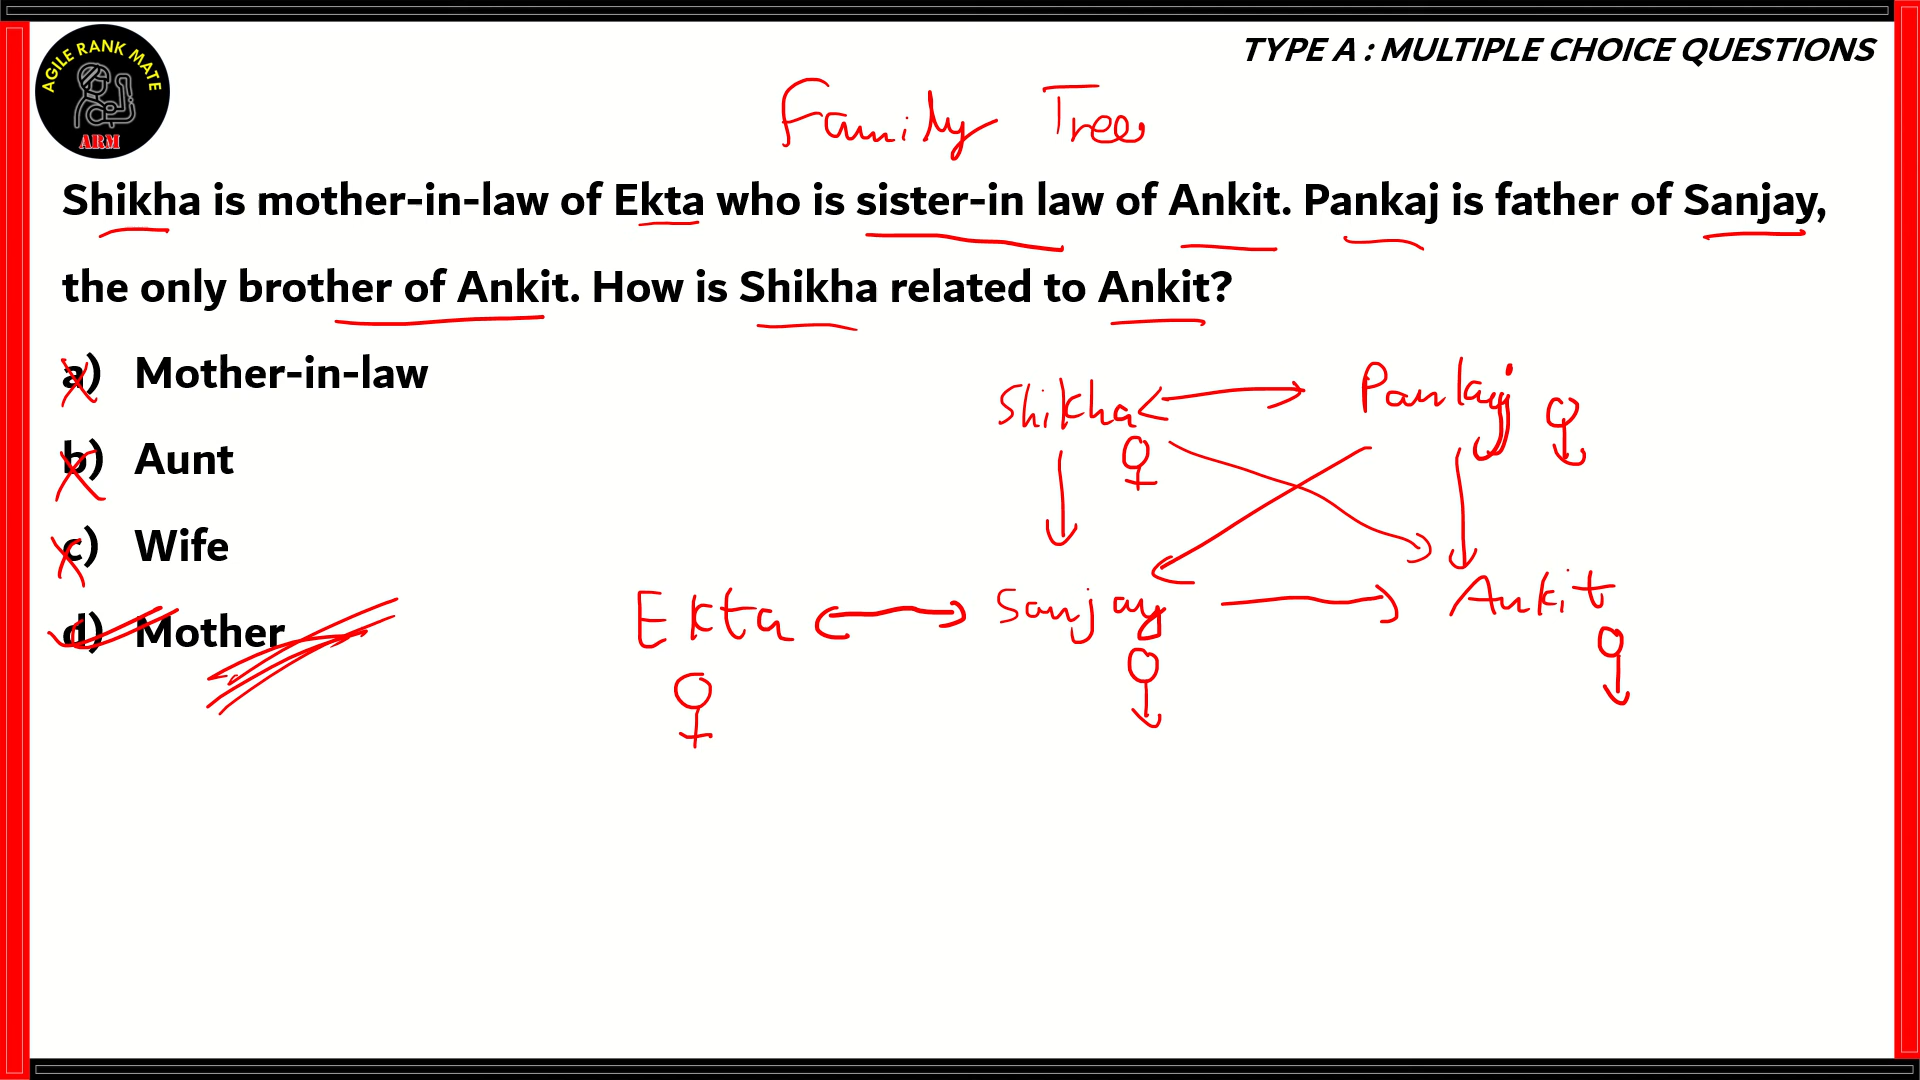 AGILE RANK MATE
ARM
TYPE A : MULTIPLE CHOICE QUESTIONS
Family Tree
Shikha is mother-in-law of Ekta who is sister-in law of Ankit. Pankaj is father of Sanjay,
the only brother of Ankit. How is Shikha related to Ankit?
a) Mother-in-law
b) Aunt
c) Wife
d) Mother
Shikha Pankaj
Ekta Sanjay Ankit